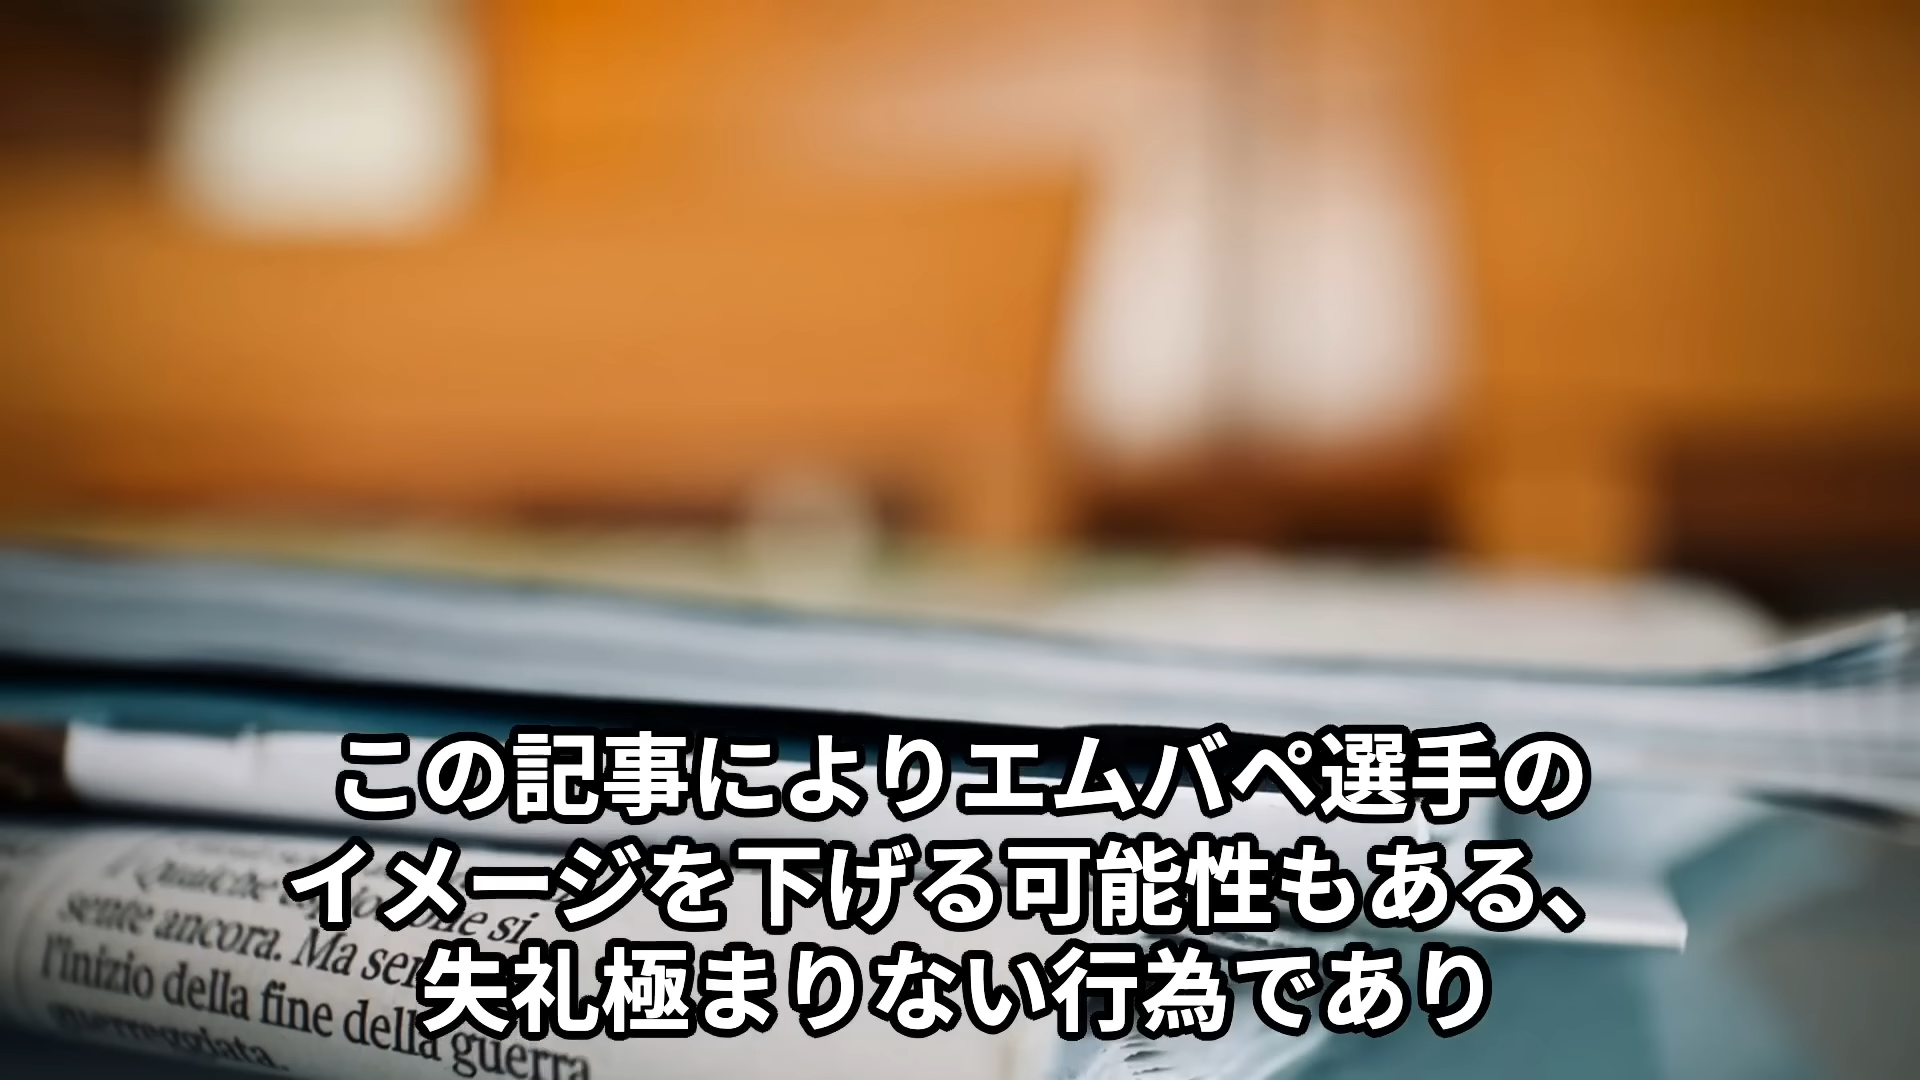 この記事によりエムバペ選手の
イメージを下げる可能性もある、
失礼極まりない行為であり
si
sente ancora. Ma
l'inizio della fine della guerra
guerreggiata.